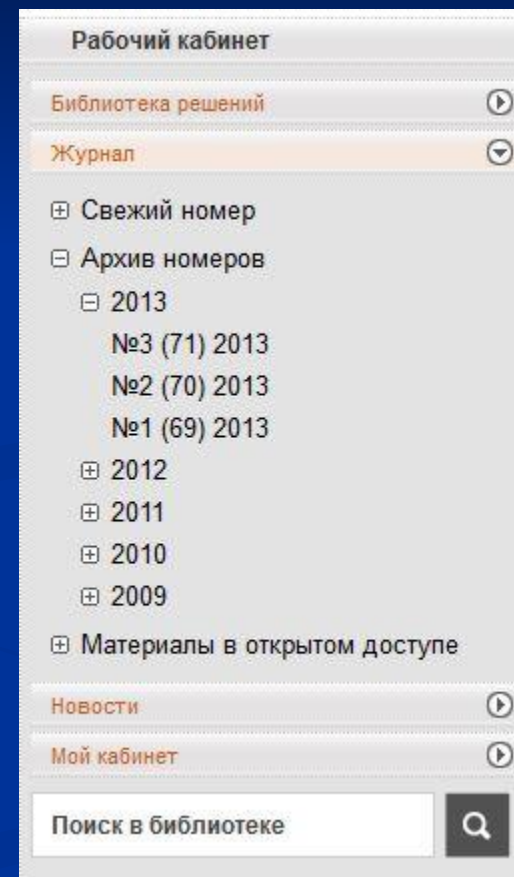 Рабочий кабинет
Библиотека решений
Журнал
Свежий номер
Архив номеров
2013
№3 (71) 2013
№2 (70) 2013
№1 (69) 2013
2012
2011
2010
2009
Материалы в открытом доступе
Новости
Мой кабинет
Поиск в библиотеке